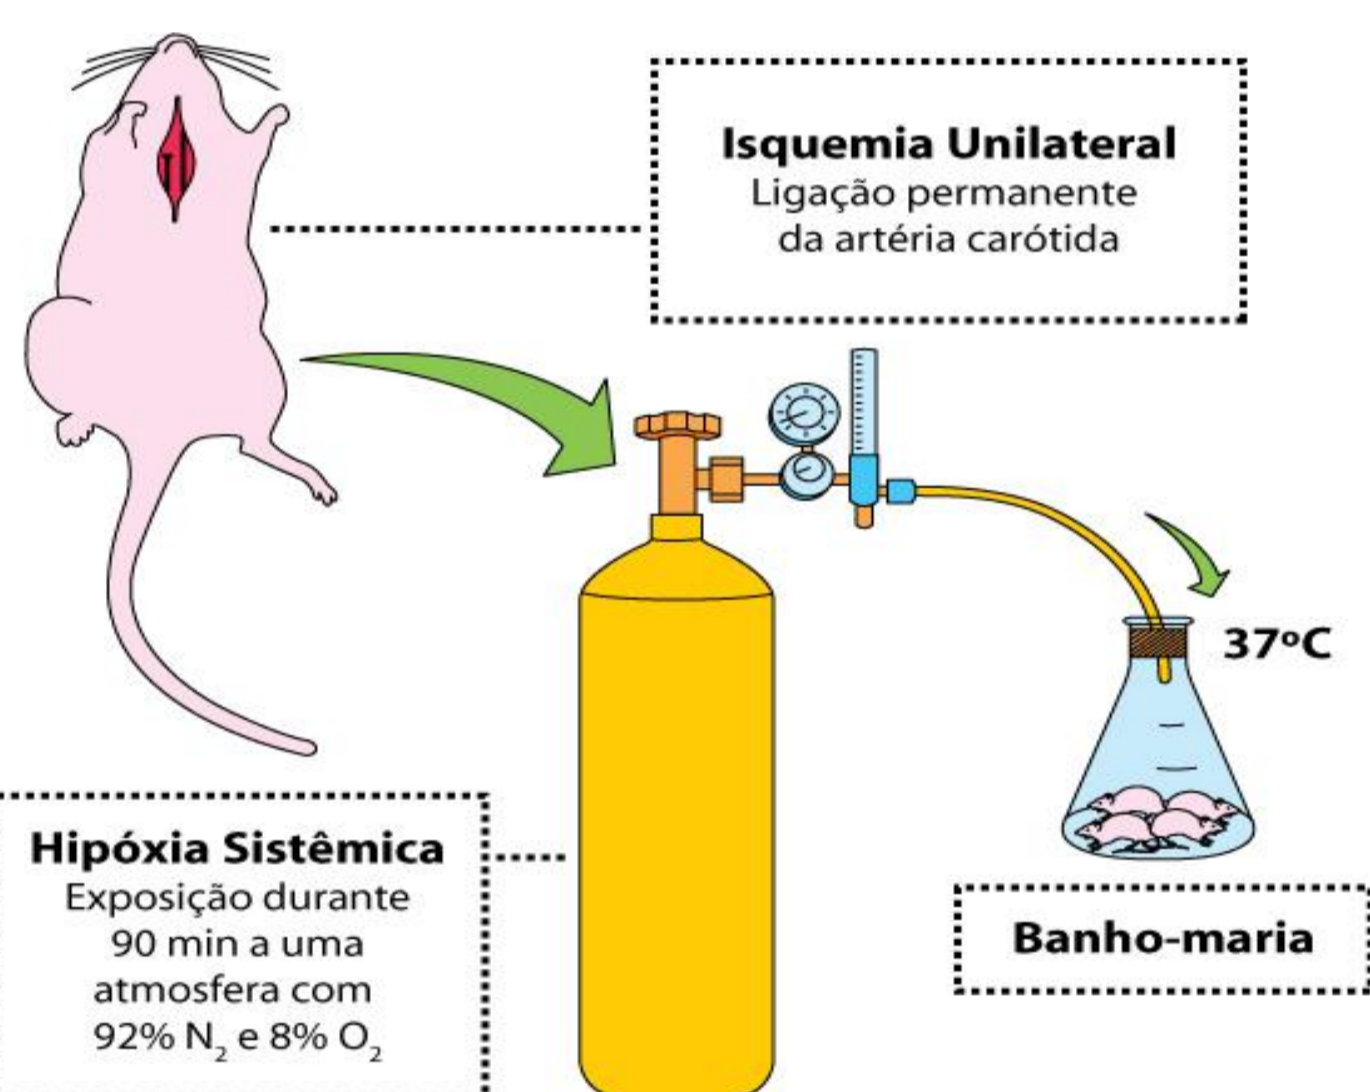 Isquemia Unilateral
Ligação permanente
da artéria carótida
37ºC
Hipóxia Sistêmica
Exposição durante
90 min a uma
atmosfera com
92% N₂ e 8% O₂
Banho-maria